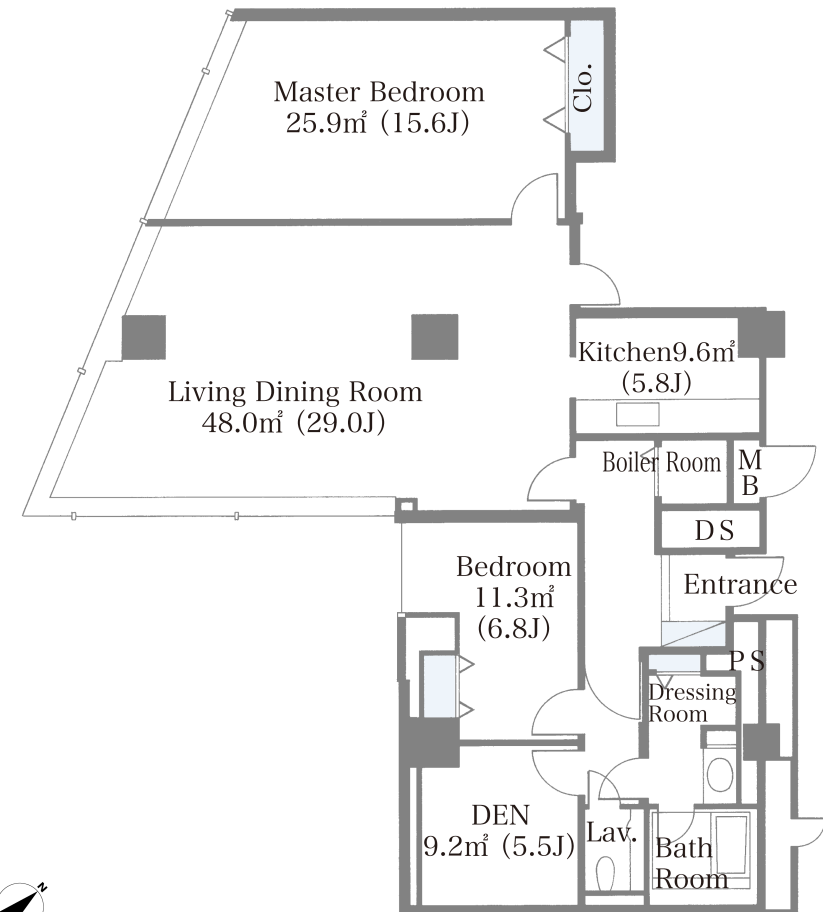 Master Bedroom
25.9㎡ (15.6J)
Clo.
Kitchen9.6㎡
(5.8J)
Living Dining Room
48.0㎡ (29.0J)
Boiler Room
M
B
DS
Bedroom
11.3㎡
(6.8J)
Entrance
PS
Dressing
Room
DEN
9.2㎡ (5.5J)
Lav.
Bath
Room
N